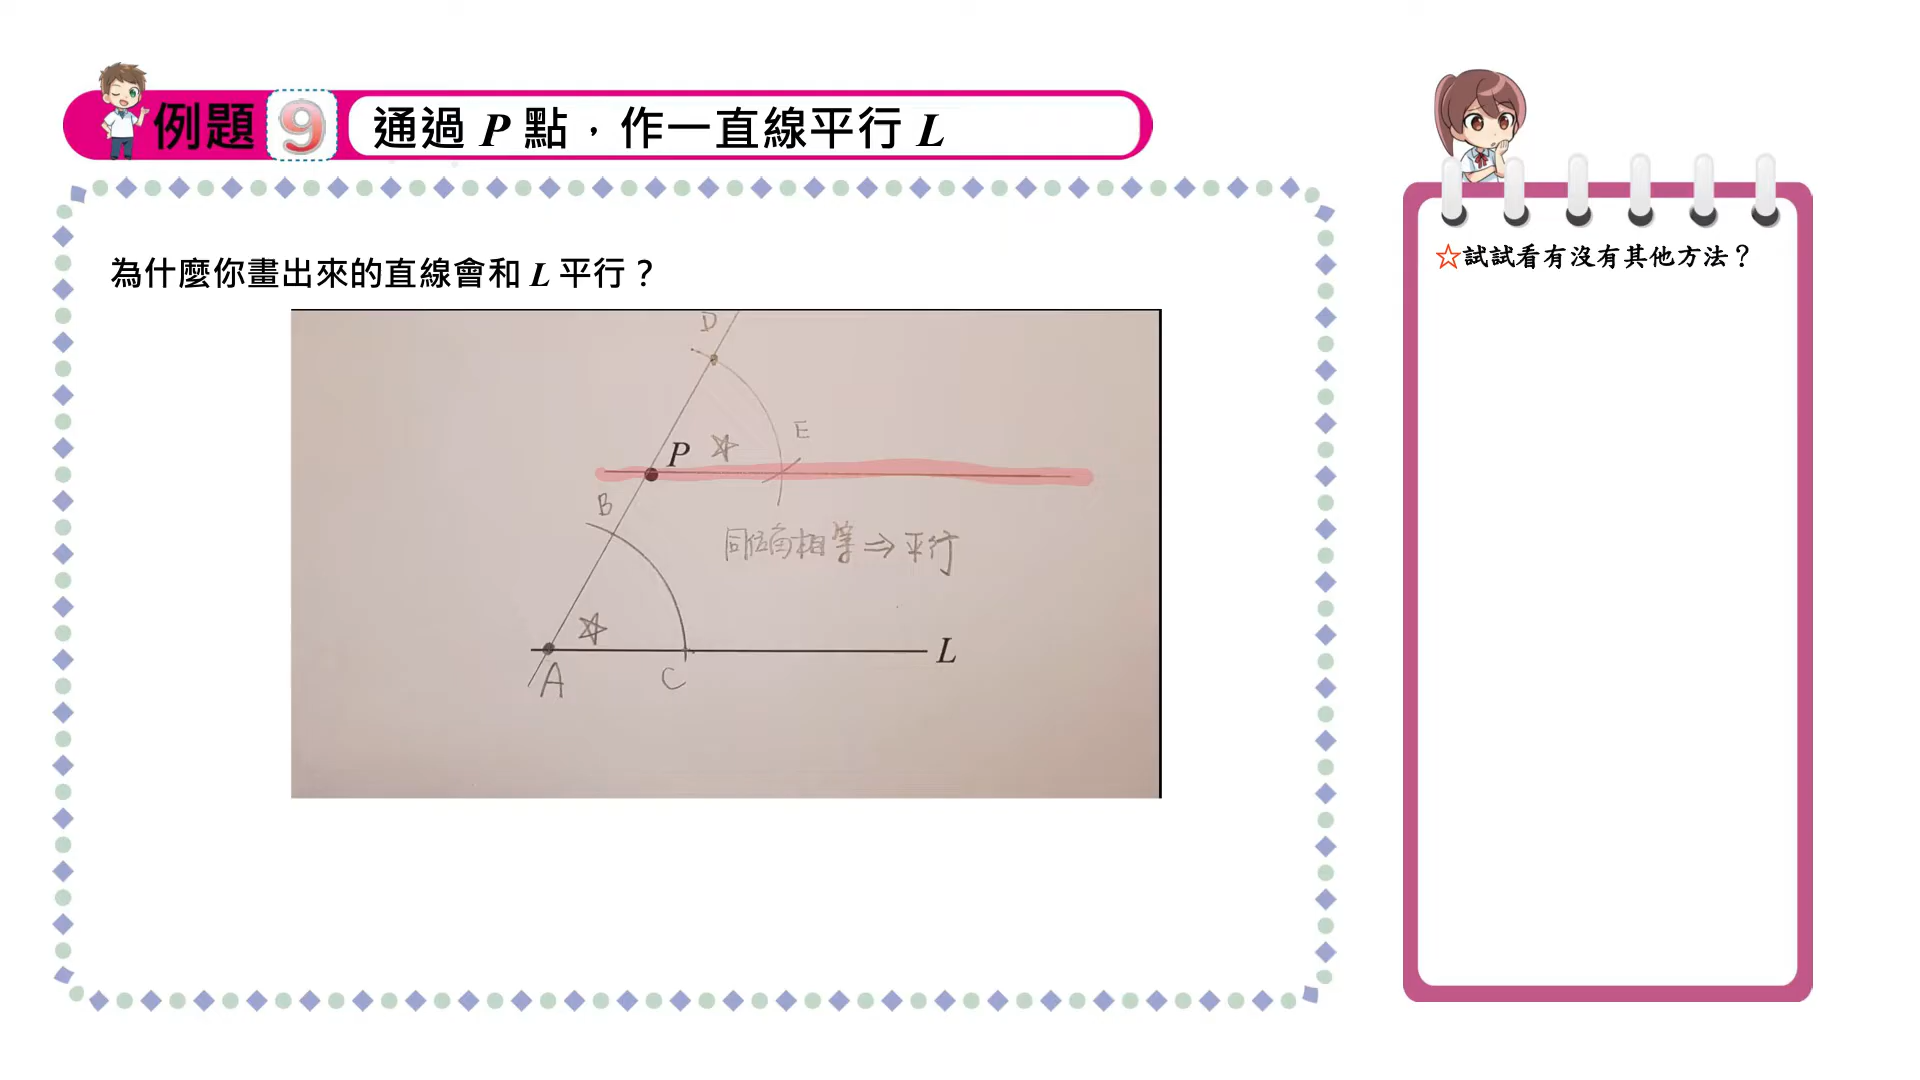 例題 9 通過 P 點，作一直線平行 L
為什麼你畫出來的直線會和 L 平行？
D
E
P
B
同位角相等⇒平行
L
A
C
☆試試看有沒有其他方法？